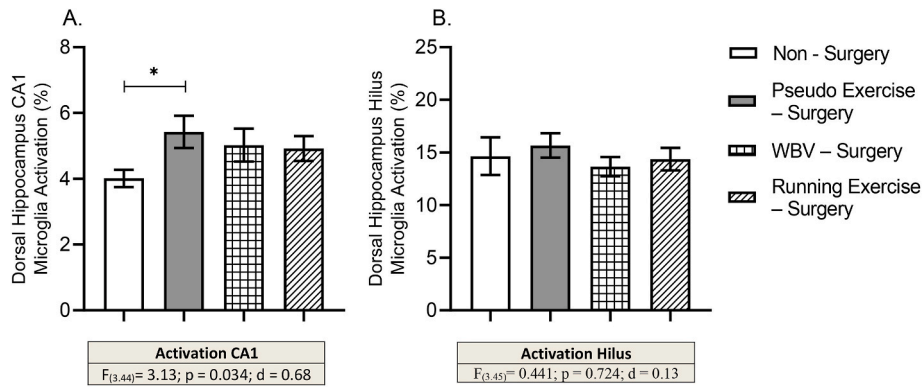 A.
Dorsal Hippocampus CA1
Microglia Activation (%)
8
6
4
2
0
*
Activation CA1
F(3.44)= 3.13; p = 0.034; d = 0.68
B.
Dorsal Hippocampus Hilus
Microglia Activation (%)
25
20
15
10
5
0
Activation Hilus
F(3.45)= 0.441; p = 0.724; d = 0.13
Non - Surgery
Pseudo Exercise
– Surgery
WBV – Surgery
Running Exercise
– Surgery